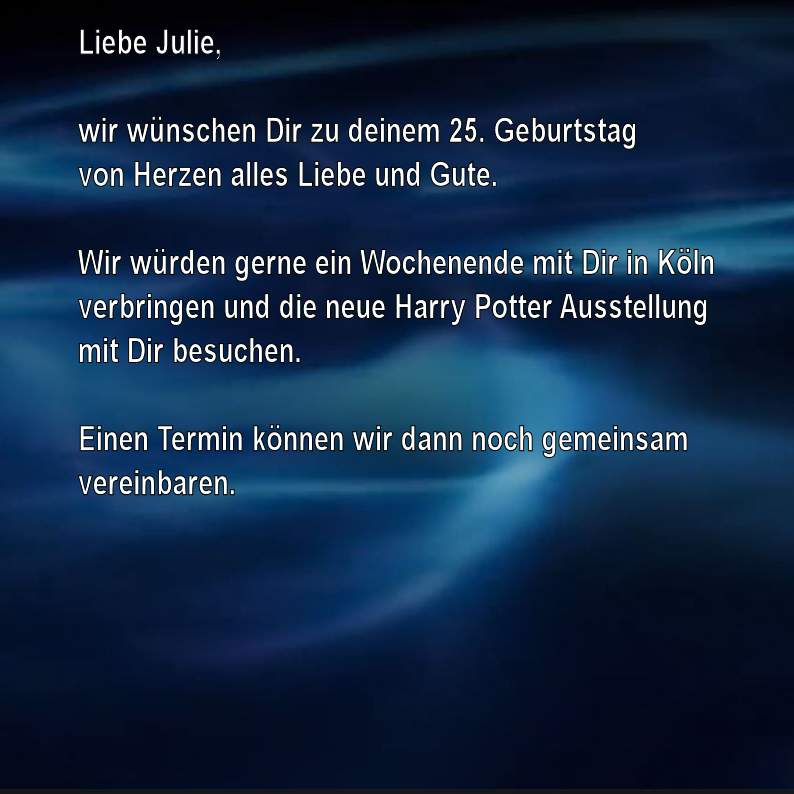 Liebe Julie,
wir wünschen Dir zu deinem 25. Geburtstag
von Herzen alles Liebe und Gute.
Wir würden gerne ein Wochenende mit Dir in Köln
verbringen und die neue Harry Potter Ausstellung
mit Dir besuchen.
Einen Termin können wir dann noch gemeinsam
vereinbaren.